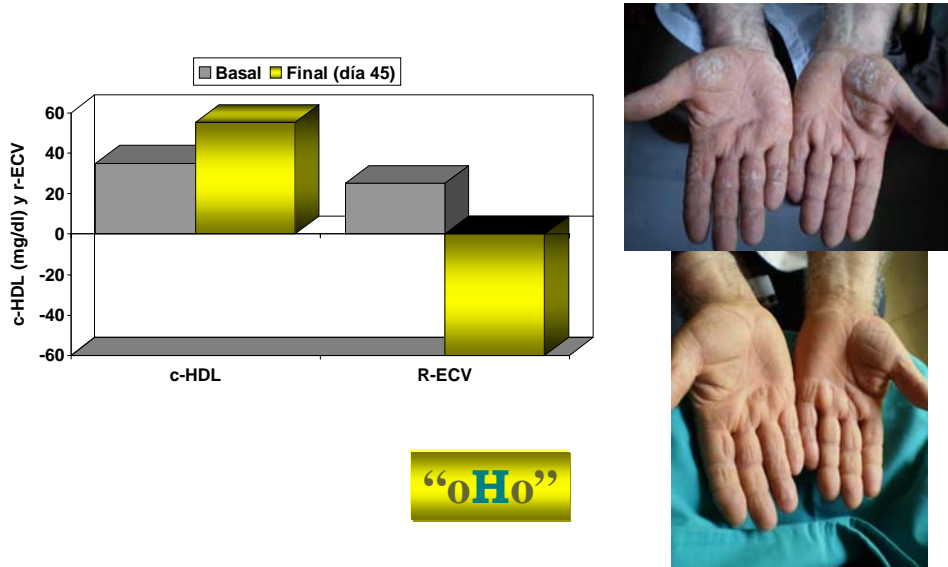 Basal Final (día 45)
c-HDL (mg/dl) y r-ECV
60
40
20
0
-20
-40
-60
c-HDL R-ECV
“oHo”